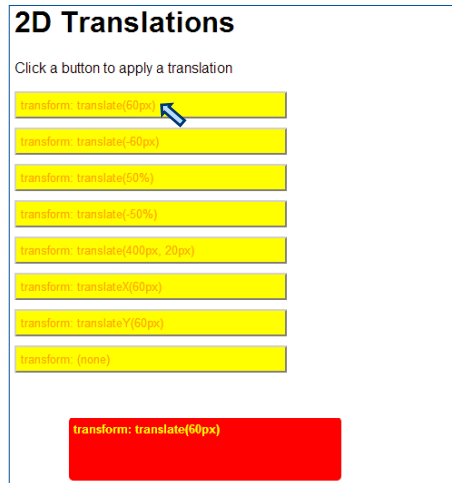 2D Translations
Click a button to apply a translation
transform: translate(60px)
transform: translate(-60px)
transform: translate(50%)
transform: translate(-50%)
transform: translate(400px, 20px)
transform: translateX(60px)
transform: translateY(60px)
transform: (none)
transform: translate(60px)